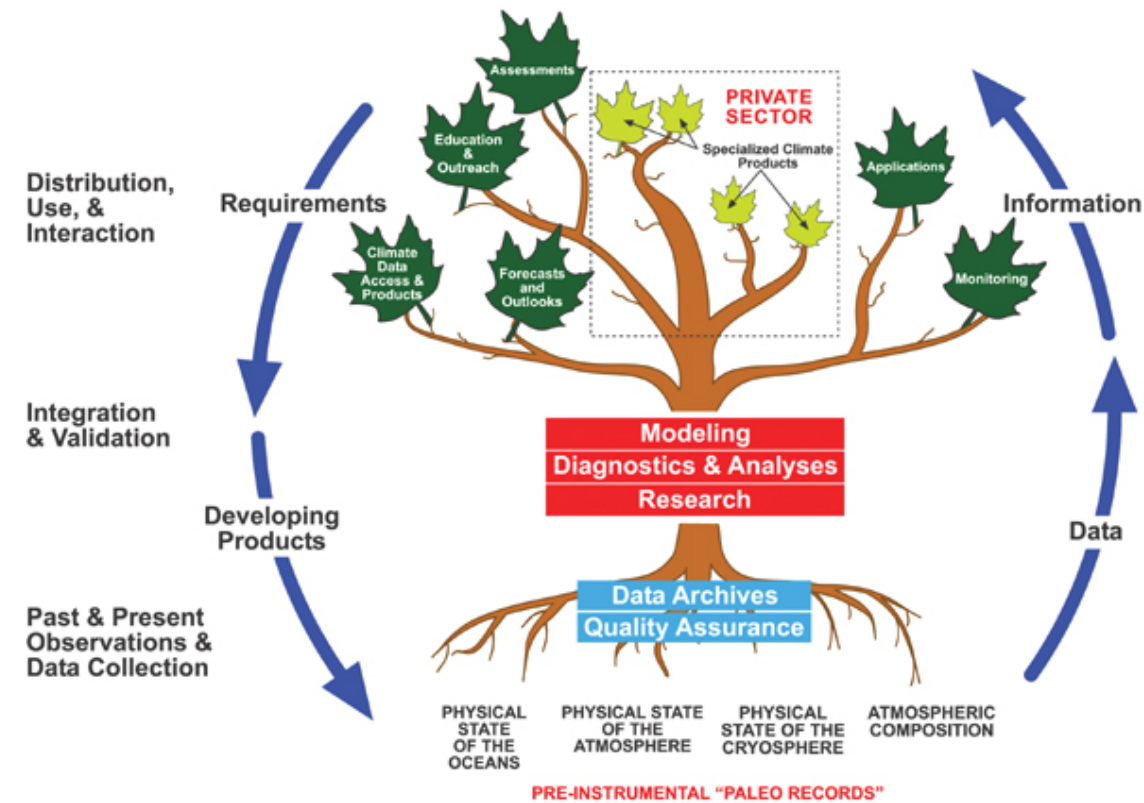 Assessments
PRIVATE
SECTOR
Education
&
Outreach
Specialized Climate
Products
Applications
Distribution,
Use, &
Interaction
Requirements
Information
Climate
Data
Access &
Products
Forecasts
and
Outlooks
Monitoring
Integration
& Validation
Modeling
Diagnostics & Analyses
Research
Developing
Products
Data
Past & Present
Observations &
Data Collection
Data Archives
Quality Assurance
PHYSICAL
STATE
OF THE
OCEANS
PHYSICAL STATE
OF THE
ATMOSPHERE
PHYSICAL
STATE OF THE
CRYOSPHERE
ATMOSPHERIC
COMPOSITION
PRE-INSTRUMENTAL “PALEO RECORDS”